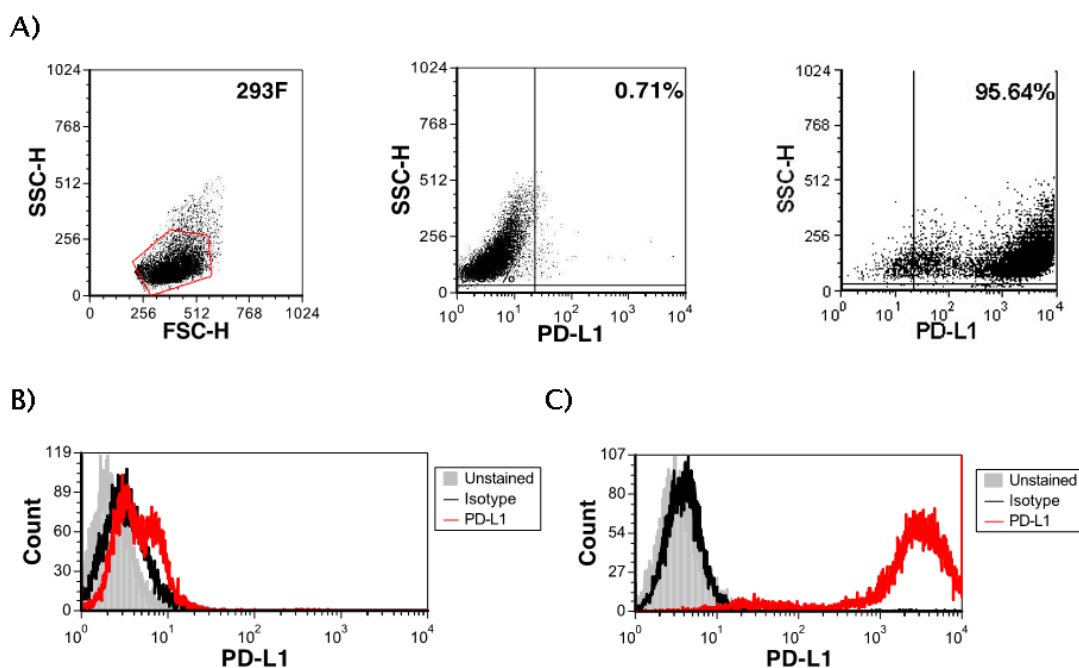 A)
293F
1024
768
512
256
0
SSC-H
0 256 512 768 1024
FSC-H
0.71%
1024
768
512
256
0
SSC-H
%
10^0 10^1 10^2 10^3 10^4
PD-L1
95.64%
1024
768
512
256
0
SSC-H
10^0 10^1 10^2 10^3 10^4
PD-L1
B)
119
89
60
30
0
Count
10^0 10^1 10^2 10^3 10^4
PD-L1
Unstained
Isotype
PD-L1
C)
107
80
54
27
0
Count
10^0 10^1 10^2 10^3 10^4
PD-L1
Unstained
Isotype
PD-L1